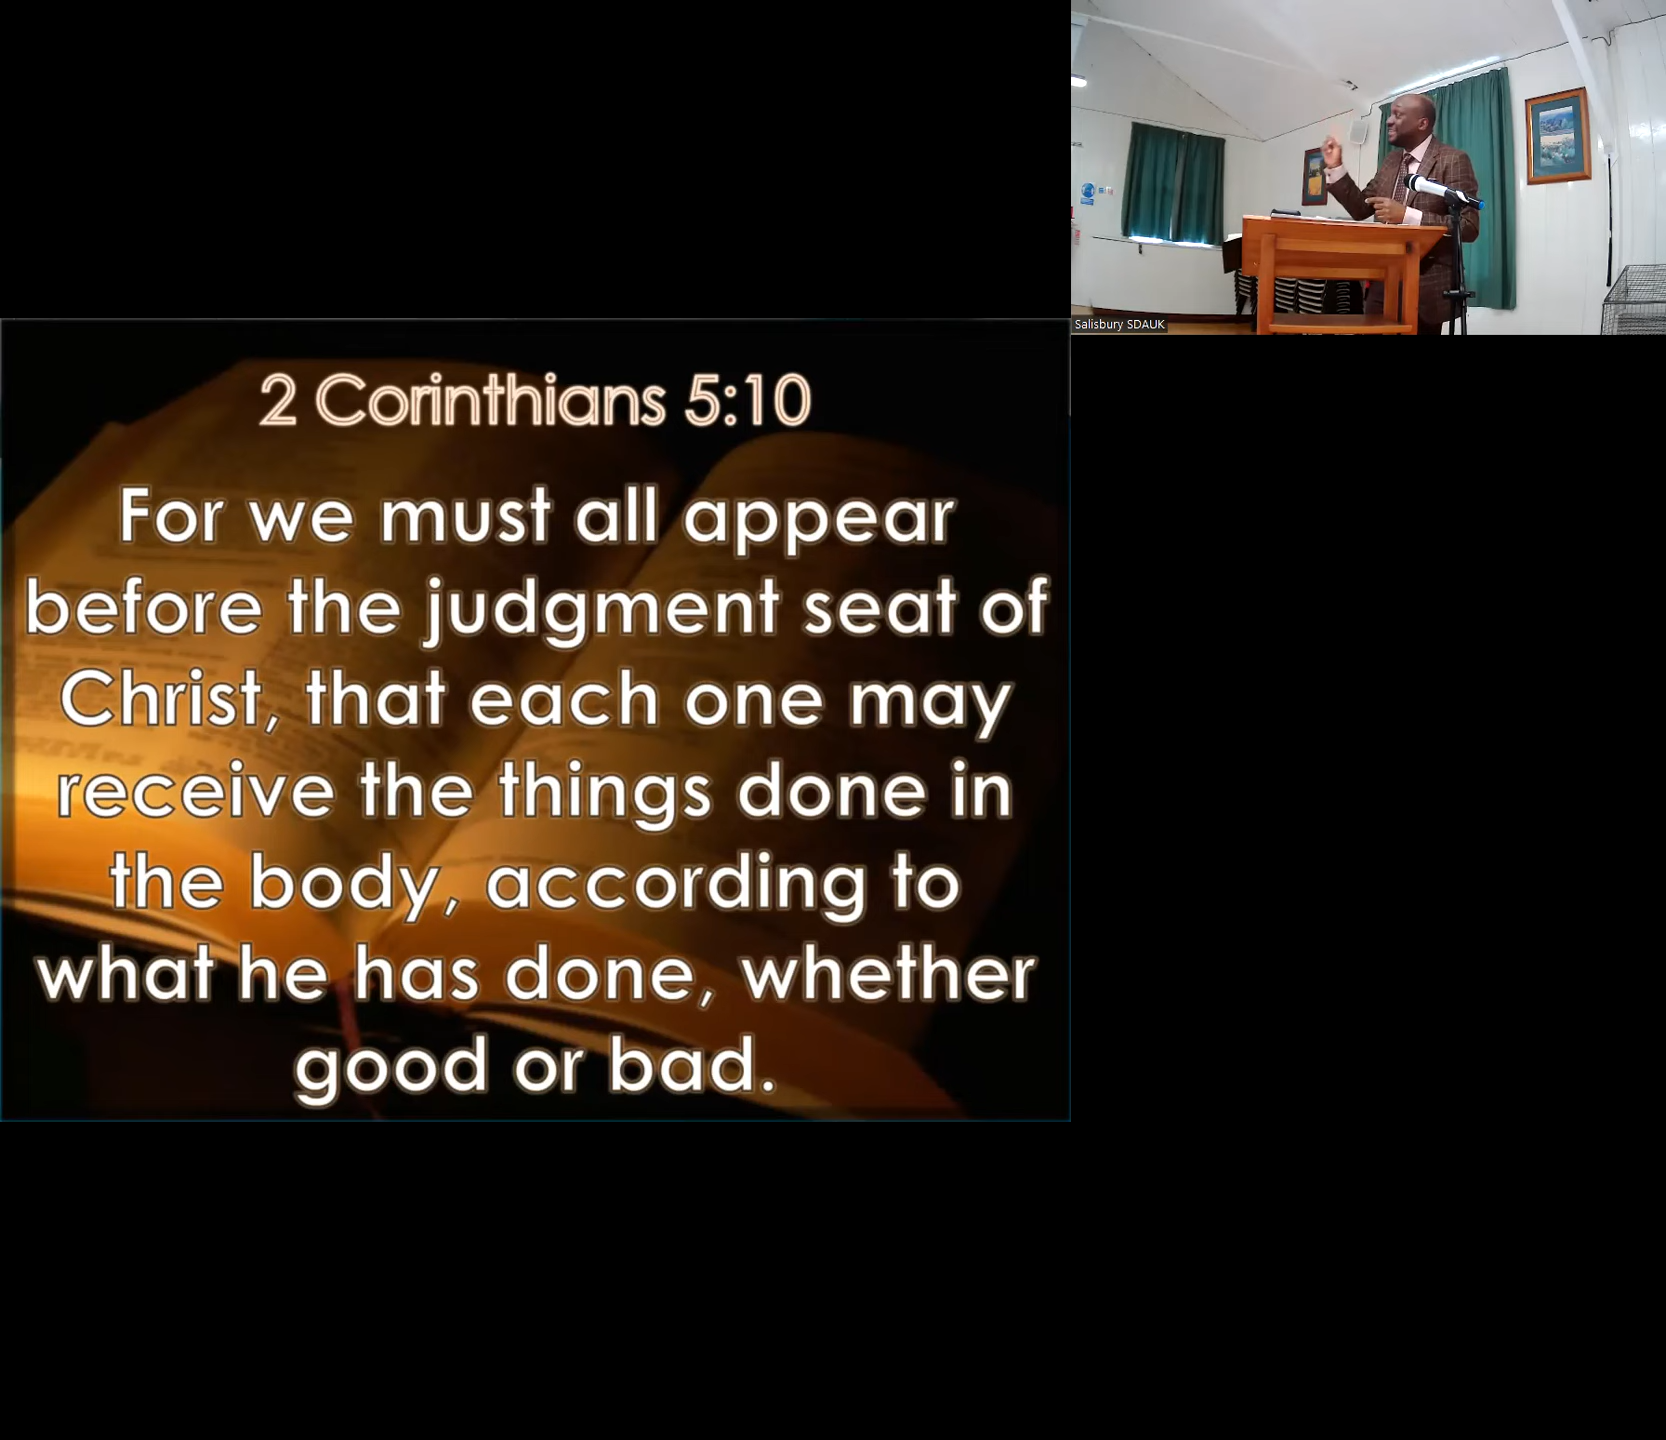 2 Corinthians 5:10
For we must all appear
before the judgment seat of
Christ, that each one may
receive the things done in
the body, according to
what he has done, whether
good or bad.
Salisbury SDAUK